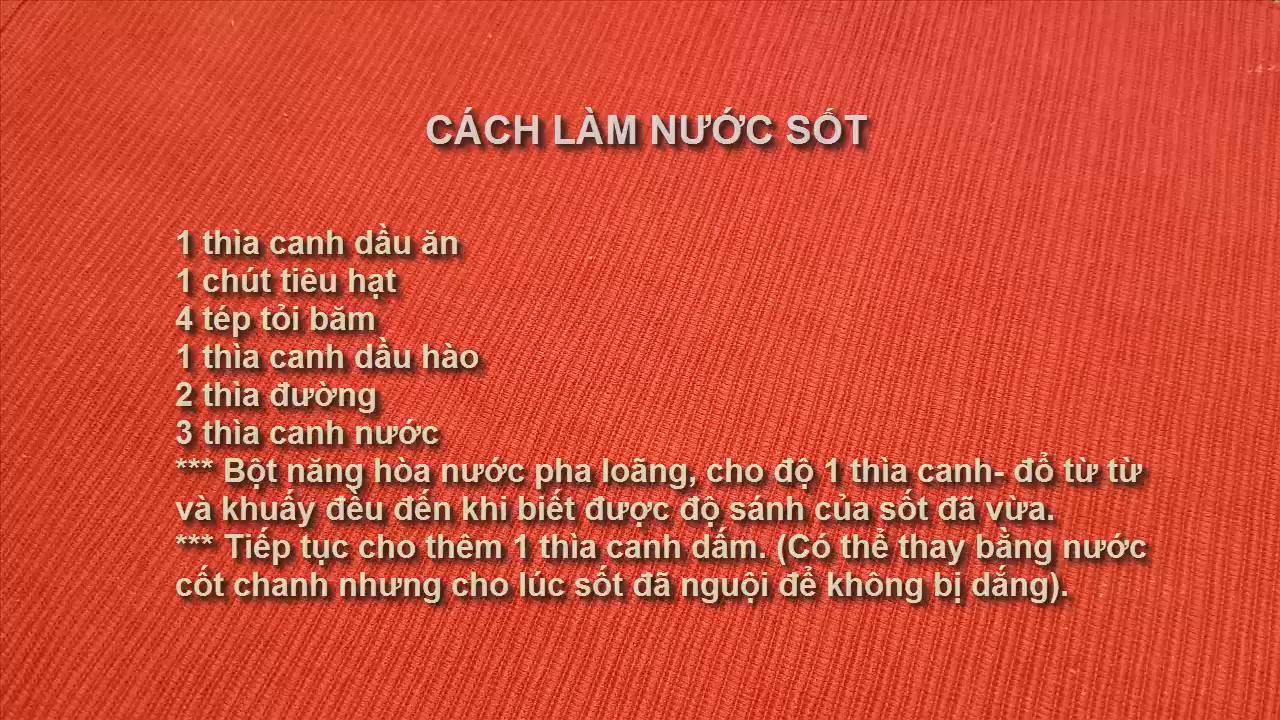 CÁCH LÀM NƯỚC SỐT
1 thìa canh dầu ăn
1 chút tiêu hạt
4 tép tỏi băm
1 thìa canh dầu hào
2 thìa đường
3 thìa canh nước
*** Bột năng hòa nước pha loãng, cho độ 1 thìa canh- đổ từ từ
và khuấy đều đến khi biết được độ sánh của sốt đã vừa.
*** Tiếp tục cho thêm 1 thìa canh dấm. (Có thể thay bằng nước
cốt chanh nhưng cho lúc sốt đã nguội để không bị dắng).